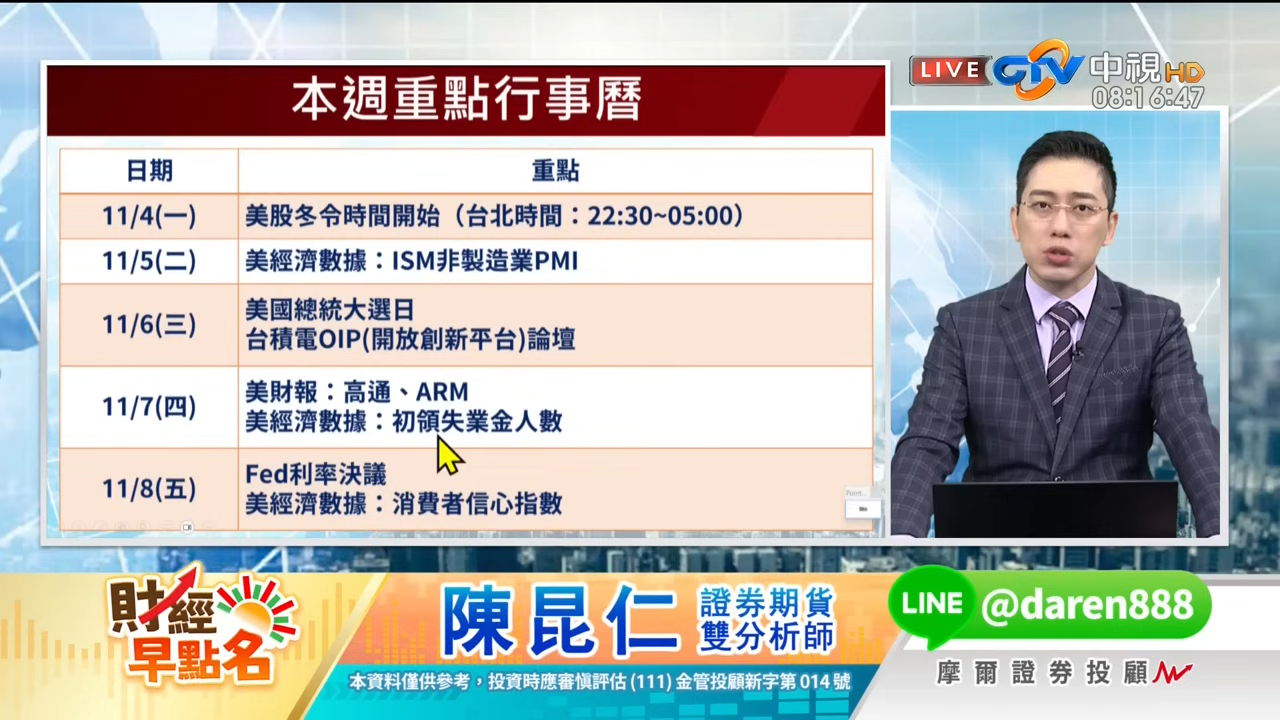 本週重點行事曆
日期 重點
11/4(一) 美股冬令時間開始（台北時間：22:30~05:00）
11/5(二) 美經濟數據：ISM非製造業PMI
11/6(三) 美國總統大選日
台積電OIP(開放創新平台)論壇
11/7(四) 美財報：高通、ARM
美經濟數據：初領失業金人數
11/8(五) Fed利率決議
美經濟數據：消費者信心指數
LIVE CTV 中視HD
08:16:47
財經
早點名
陳昆仁
證券期貨
雙分析師
本資料僅供參考，投資時應審慎評估 (111) 金管投顧新字第 014 號
LINE @daren888
摩爾證券投顧